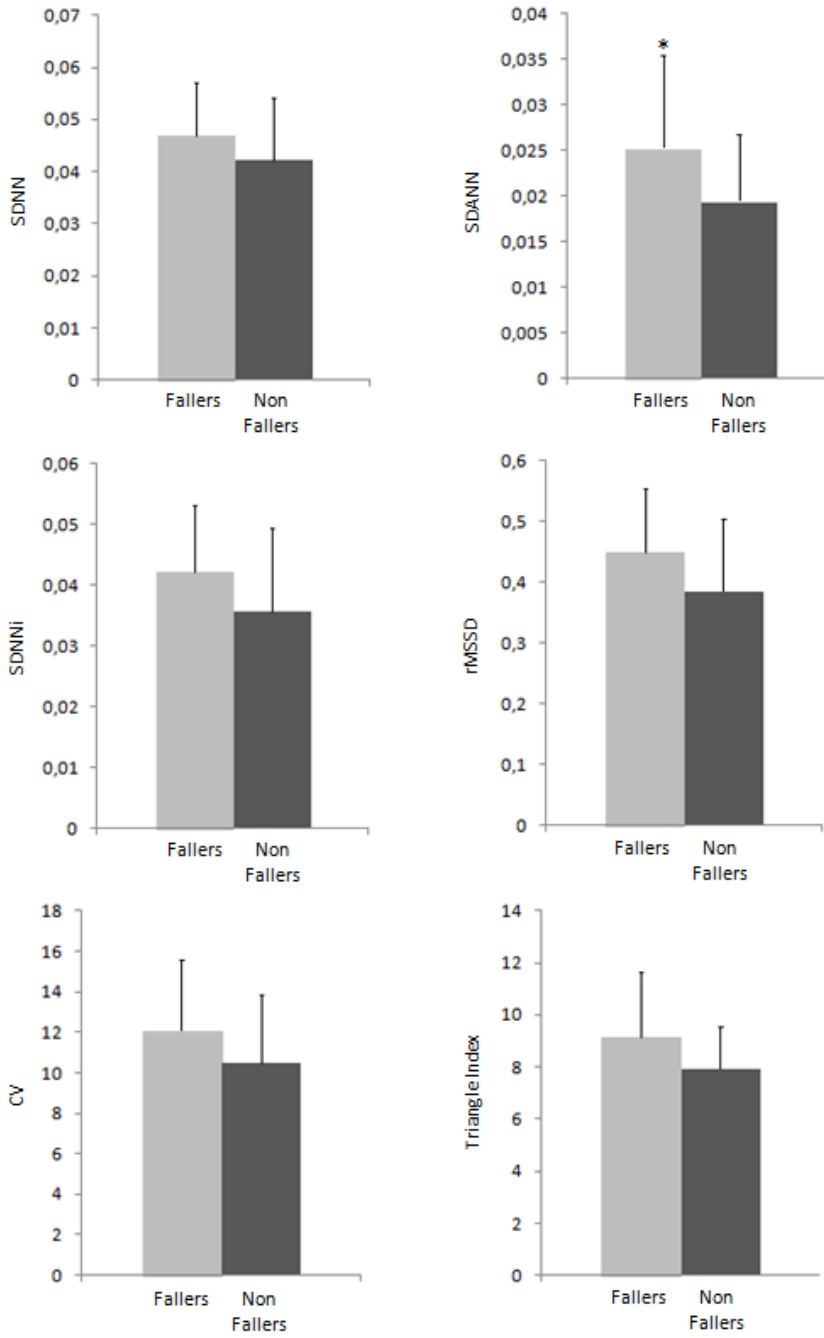 0,07
0,06
0,05
0,04
0,03
0,02
0,01
0
SDNN
Fallers Non
Fallers
0,04
0,035
0,03
0,025
0,02
0,015
0,01
0,005
0
SDANN
*
Fallers Non
Fallers
0,06
0,05
0,04
0,03
0,02
0,01
0
SDNNi
Fallers Non
Fallers
0,6
0,5
0,4
0,3
0,2
0,1
0
rMSSD
Fallers Non
Fallers
18
16
14
12
10
8
6
4
2
0
CV
Fallers Non
Fallers
14
12
10
8
6
4
2
0
Triangle Index
Fallers Non
Fallers